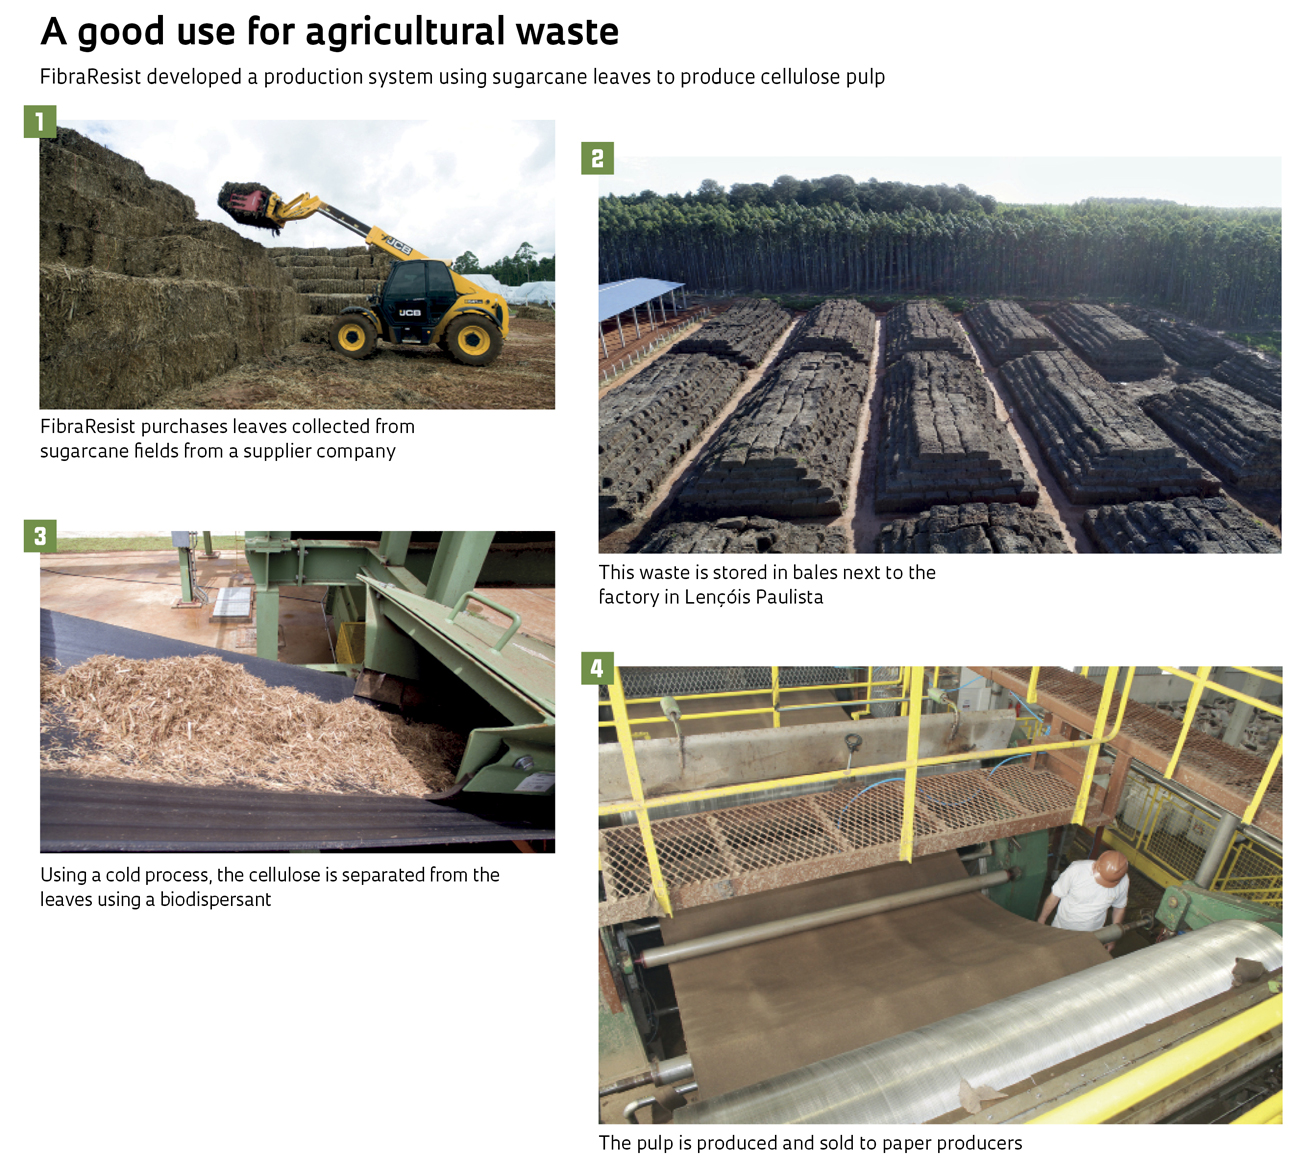 A good use for agricultural waste
FibraResist developed a production system using sugarcane leaves to produce cellulose pulp
1
JCB
JCB
FibraResist purchases leaves collected from
sugarcane fields from a supplier company
2
This waste is stored in bales next to the
factory in Lençóis Paulista
3
Using a cold process, the cellulose is separated from the
leaves using a biodispersant
4
The pulp is produced and sold to paper producers